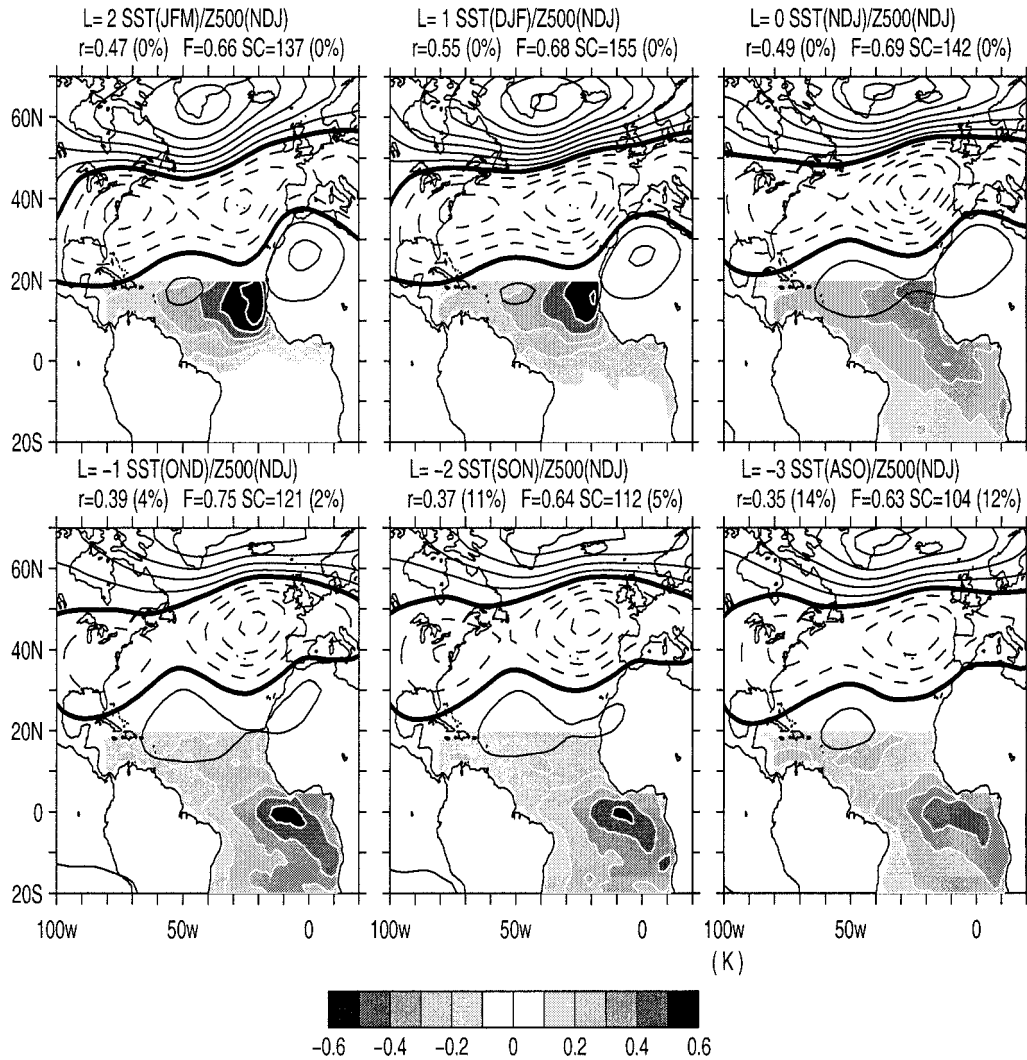 L= 2 SST(JFM)/Z500(NDJ)
r=0.47 (0%) F=0.66 SC=137 (0%)
L= 1 SST(DJF)/Z500(NDJ)
r=0.55 (0%) F=0.68 SC=155 (0%)
L= 0 SST(NDJ)/Z500(NDJ)
r=0.49 (0%) F=0.69 SC=142 (0%)
60N
40N
20N
0
20S
L= −1 SST(OND)/Z500(NDJ)
r=0.39 (4%) F=0.75 SC=121 (2%)
L= −2 SST(SON)/Z500(NDJ)
r=0.37 (11%) F=0.64 SC=112 (5%)
L= −3 SST(ASO)/Z500(NDJ)
r=0.35 (14%) F=0.63 SC=104 (12%)
60N
40N
20N
0
20S
100W 50W 0 100W 50W 0 100W 50W 0
(K)
−0.6 −0.4 −0.2 0 0.2 0.4 0.6